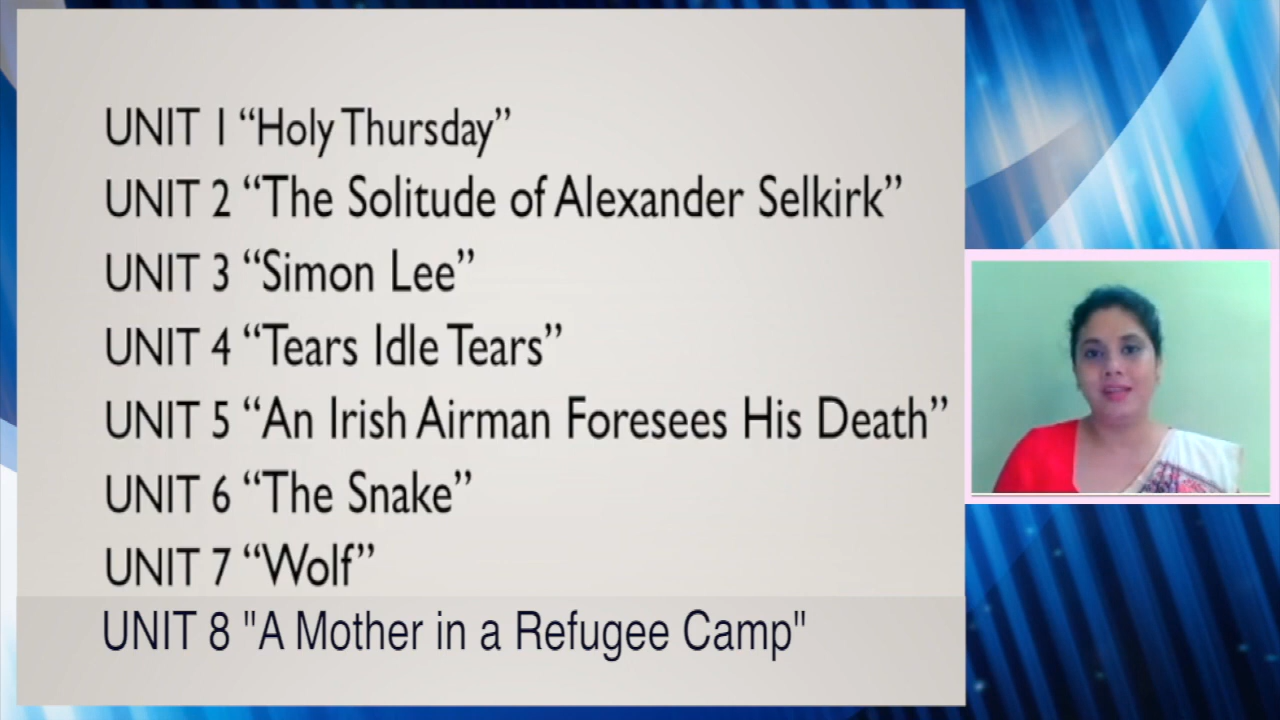 UNIT 1 “Holy Thursday”
UNIT 2 “The Solitude of Alexander Selkirk”
UNIT 3 “Simon Lee”
UNIT 4 “Tears Idle Tears”
UNIT 5 “An Irish Airman Foresees His Death”
UNIT 6 “The Snake”
UNIT 7 “Wolf”
UNIT 8 "A Mother in a Refugee Camp"